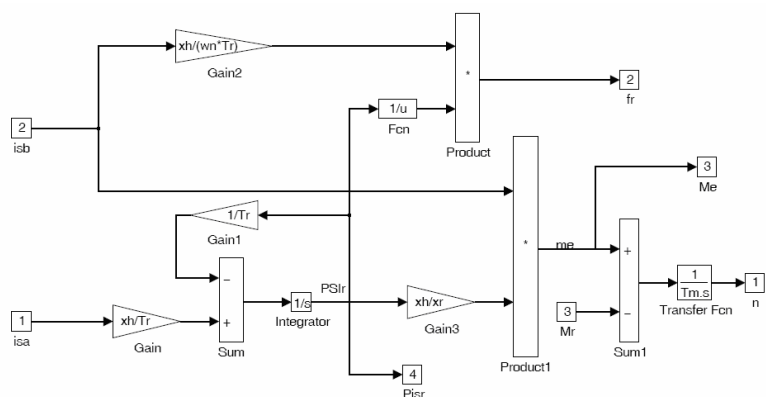 xh/(wn*Tr)
Gain2
*
2
fr
1/u
Fcn
Product
2
isb
3
Me
1/Tr
Gain1
*
me
+
−
PSIr
1/s
Integrator
xh/xr
Gain3
1
Tm.s
Transfer Fcn
1
n
1
isa
xh/Tr
Gain
+
Sum
3
Mr
−
Sum1
Product1
4
Pisr